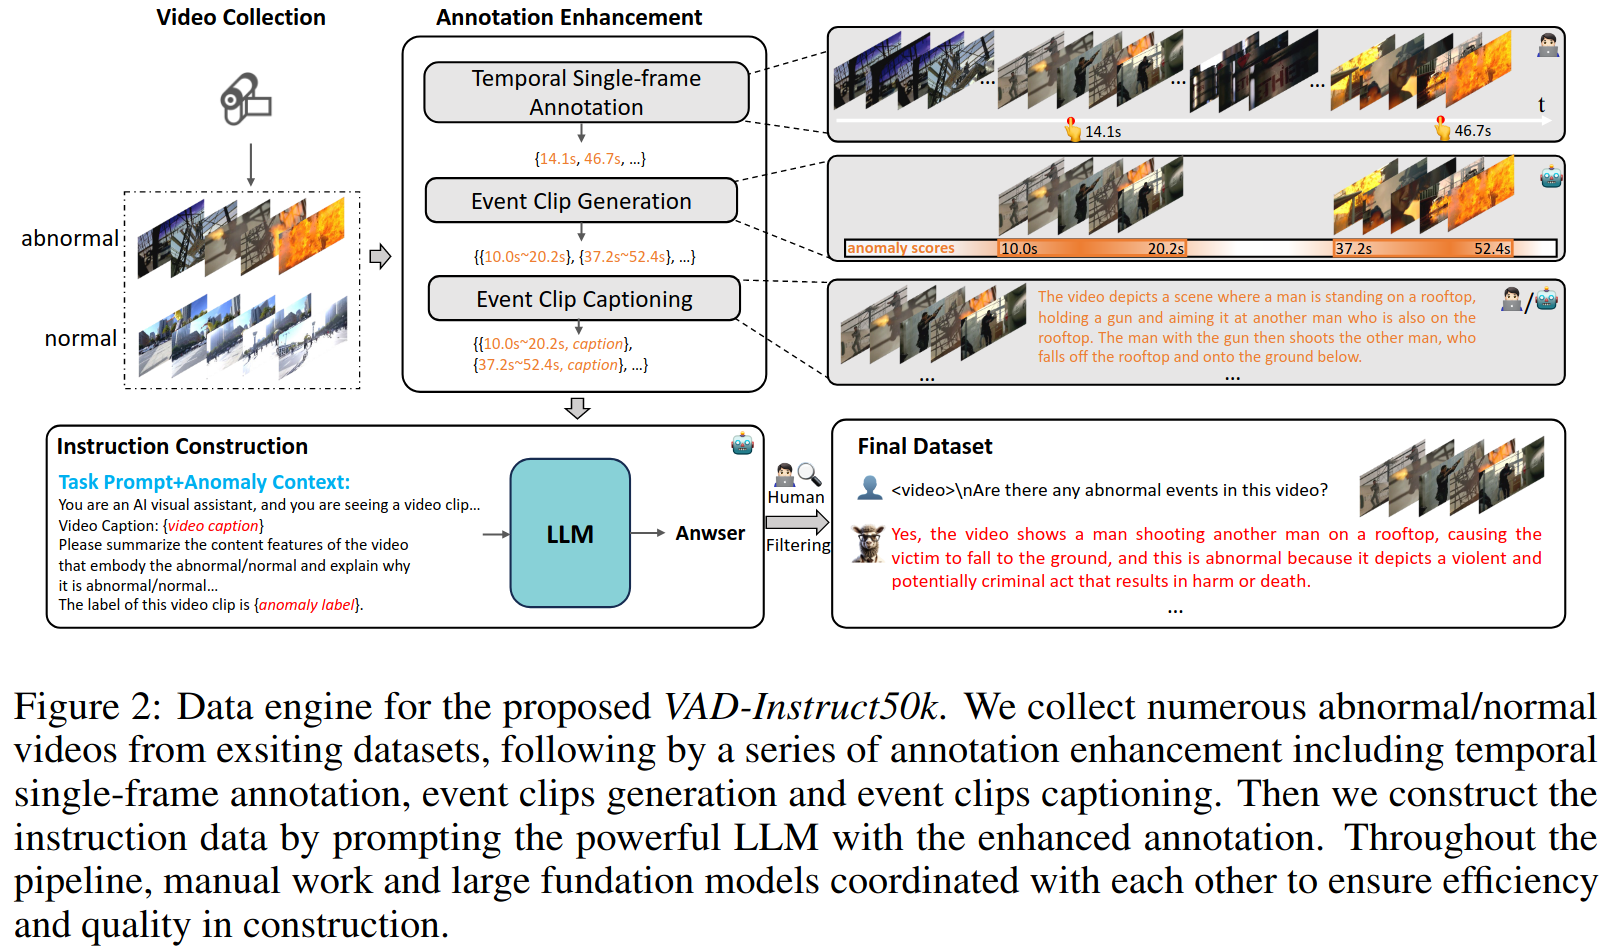 Video Collection
Annotation Enhancement
abnormal
normal
Temporal Single-frame
Annotation
{14.1s, 46.7s, ...}
Event Clip Generation
{{10.0s~20.2s}, {37.2s~52.4s}, ...}
Event Clip Captioning
{{10.0s~20.2s, caption},
{37.2s~52.4s, caption}, ...}
...
...
...
t
14.1s
46.7s
anomaly scores
10.0s
20.2s
37.2s
52.4s
The video depicts a scene where a man is standing on a rooftop,
holding a gun and aiming it at another man who is also on the
rooftop. The man with the gun then shoots the other man, who
falls off the rooftop and onto the ground below.
/
...
...
Instruction Construction
Task Prompt+Anomaly Context:
You are an AI visual assistant, and you are seeing a video clip...
Video Caption: {video caption}
Please summarize the content features of the video
that embody the abnormal/normal and explain why
it is abnormal/normal...
The label of this video clip is {anomaly label}.
LLM
Anwser
Human
Filtering
Final Dataset
<video>\nAre there any abnormal events in this video?
Yes, the video shows a man shooting another man on a rooftop, causing the
victim to fall to the ground, and this is abnormal because it depicts a violent and
potentially criminal act that results in harm or death.
...
Figure 2: Data engine for the proposed VAD-Instruct50k. We collect numerous abnormal/normal
videos from exsiting datasets, following by a series of annotation enhancement including temporal
single-frame annotation, event clips generation and event clips captioning. Then we construct the
instruction data by prompting the powerful LLM with the enhanced annotation. Throughout the
pipeline, manual work and large fundation models coordinated with each other to ensure efficiency
and quality in construction.